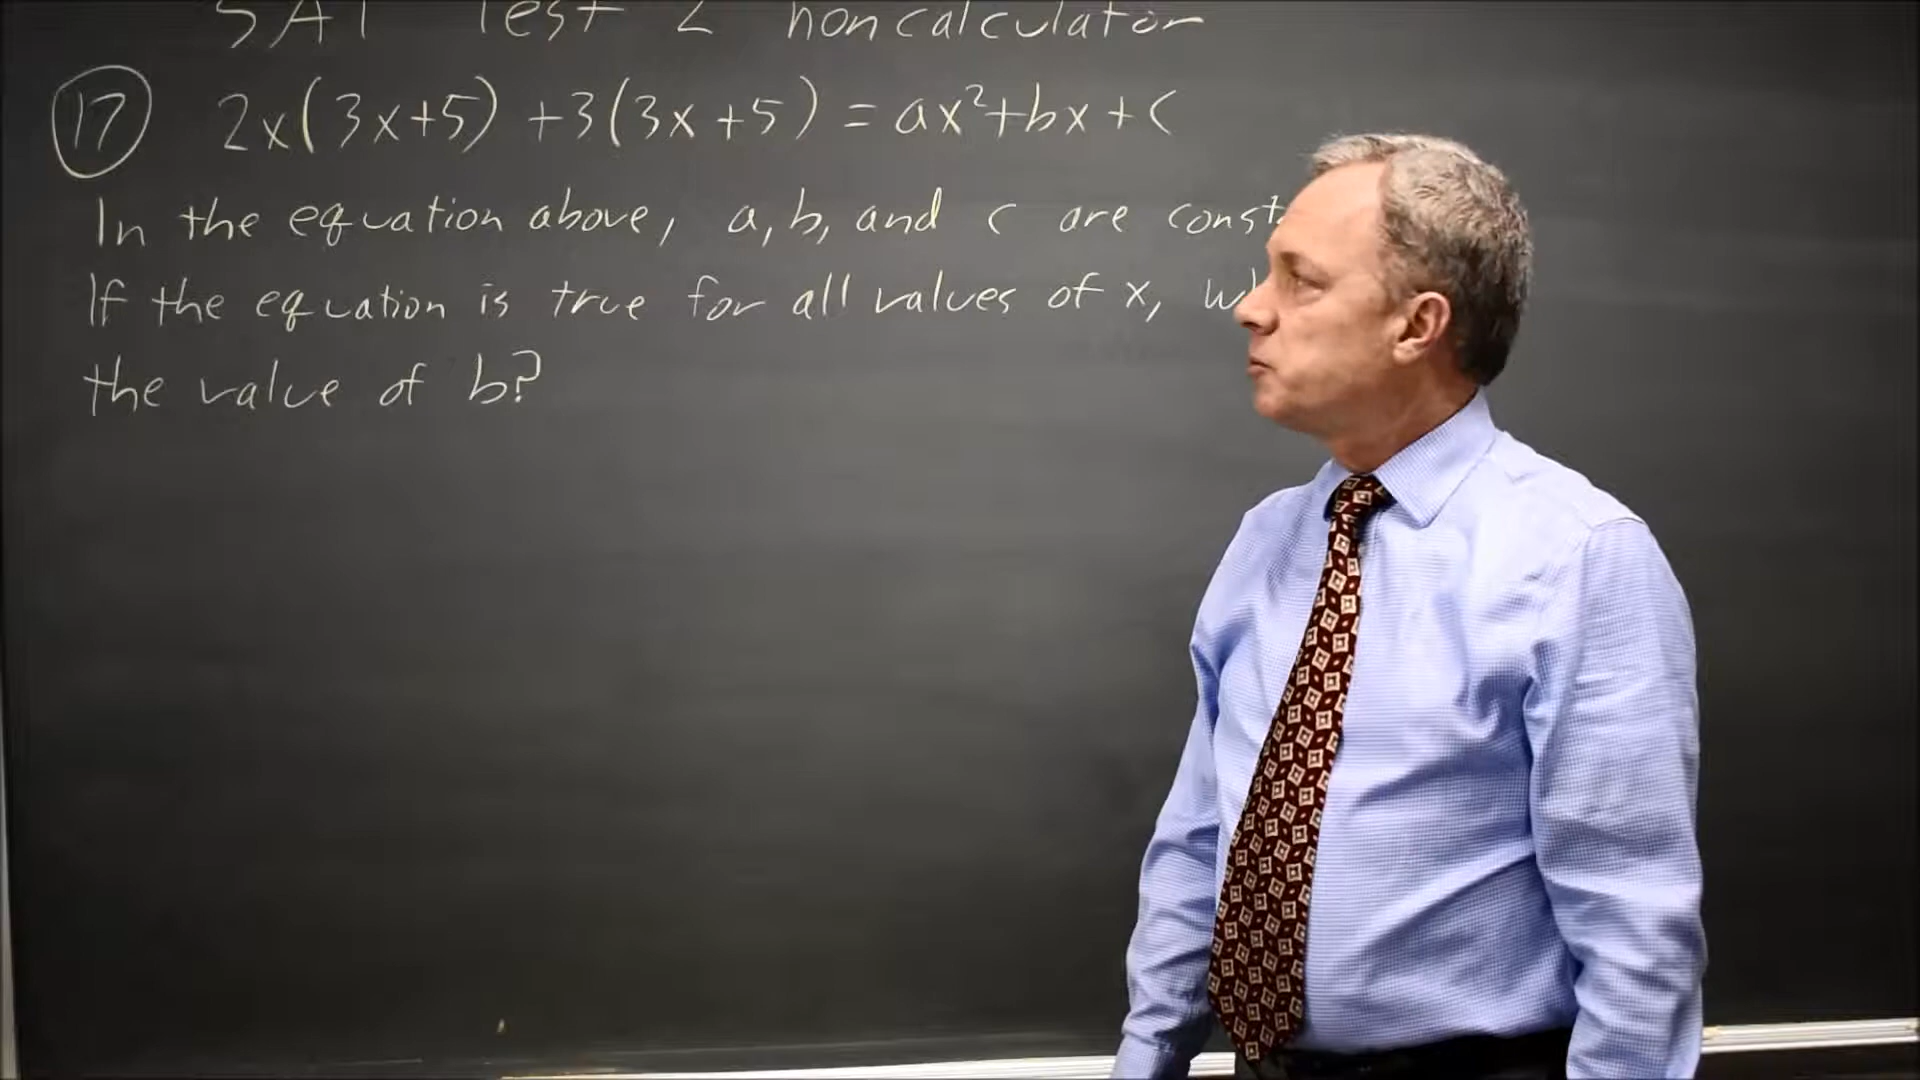 SAT Test 2 noncalculator
17 2x(3x+5) +3(3x+5) = ax²+bx+c
In the equation above, a, b, and c are
If the equation is true for all values of x,
the value of b?